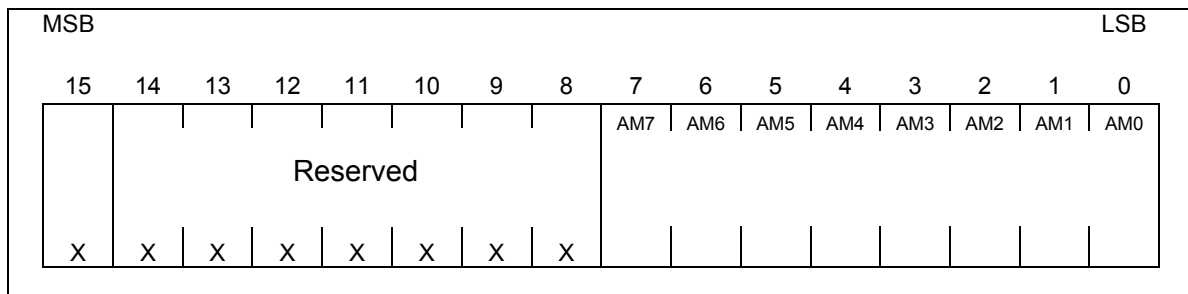 MSB LSB
15 14 13 12 11 10 9 8 7 6 5 4 3 2 1 0
AM7 AM6 AM5 AM4 AM3 AM2 AM1 AM0
Reserved
X X X X X X X X